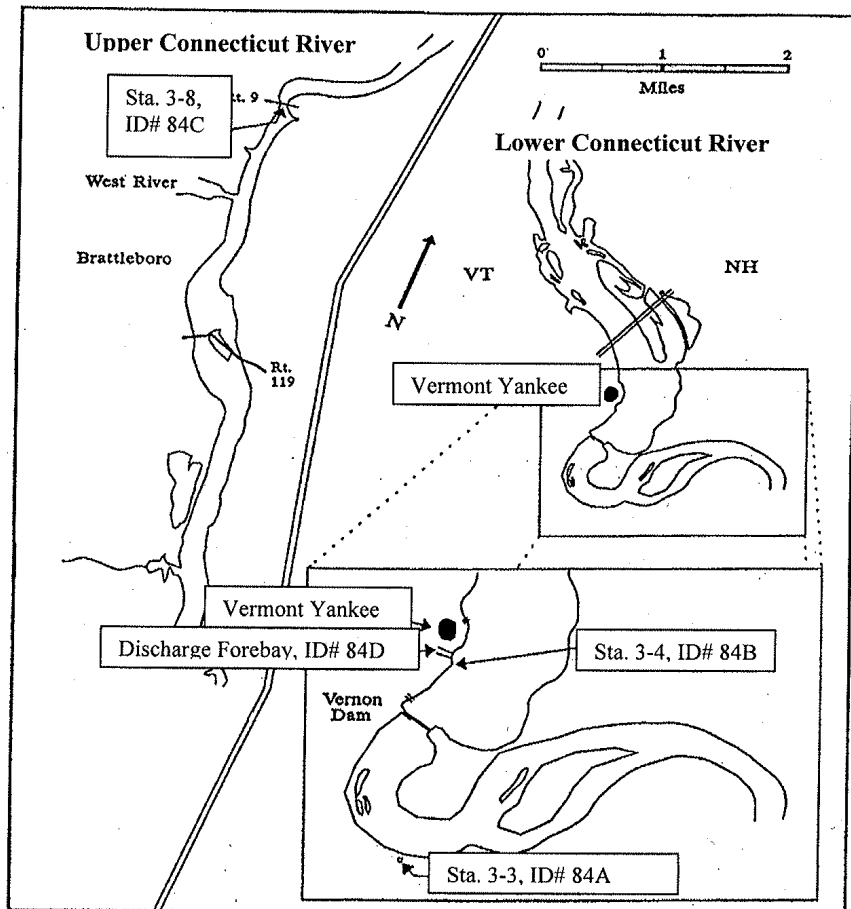 Upper Connecticut River
Sta. 3-8,
ID# 84C
Rt. 9
West River
Brattleboro
Rt.
119
0 1 2
Miles
Lower Connecticut River
VT
NH
N
Vermont Yankee
Vermont Yankee
Discharge Forebay, ID# 84D
Sta. 3-4, ID# 84B
Vernon
Dam
Sta. 3-3, ID# 84A